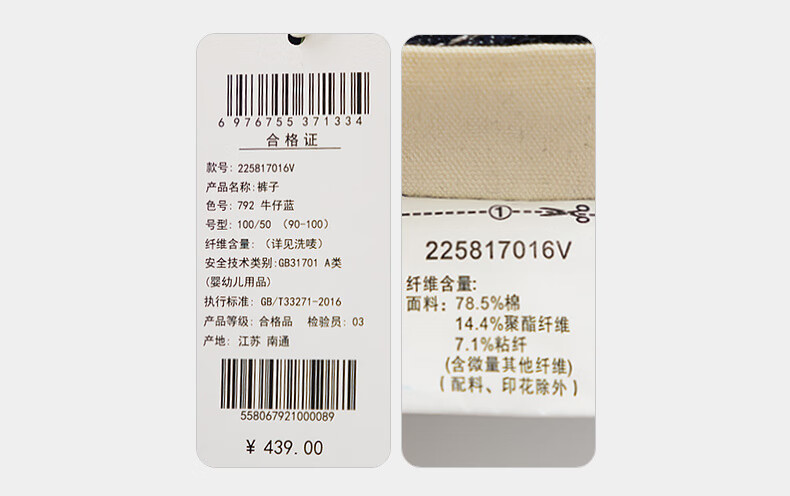 6 976755 371334
合格证
款号: 225817016V
产品名称: 裤子
色号: 792 牛仔蓝
号型: 100/50 （90-100）
纤维含量: （详见洗唛）
安全技术类别:GB31701 A类
(婴幼儿用品)
执行标准: GB/T33271-2016
产品等级: 合格品 检验员: 03
产地: 江苏 南通
558067921000089
¥ 439.00
①
225817016V
纤维含量:
面料: 78.5%棉
14.4%聚酯纤维
7.1%粘纤
(含微量其他纤维)
( 配料、印花除外 )